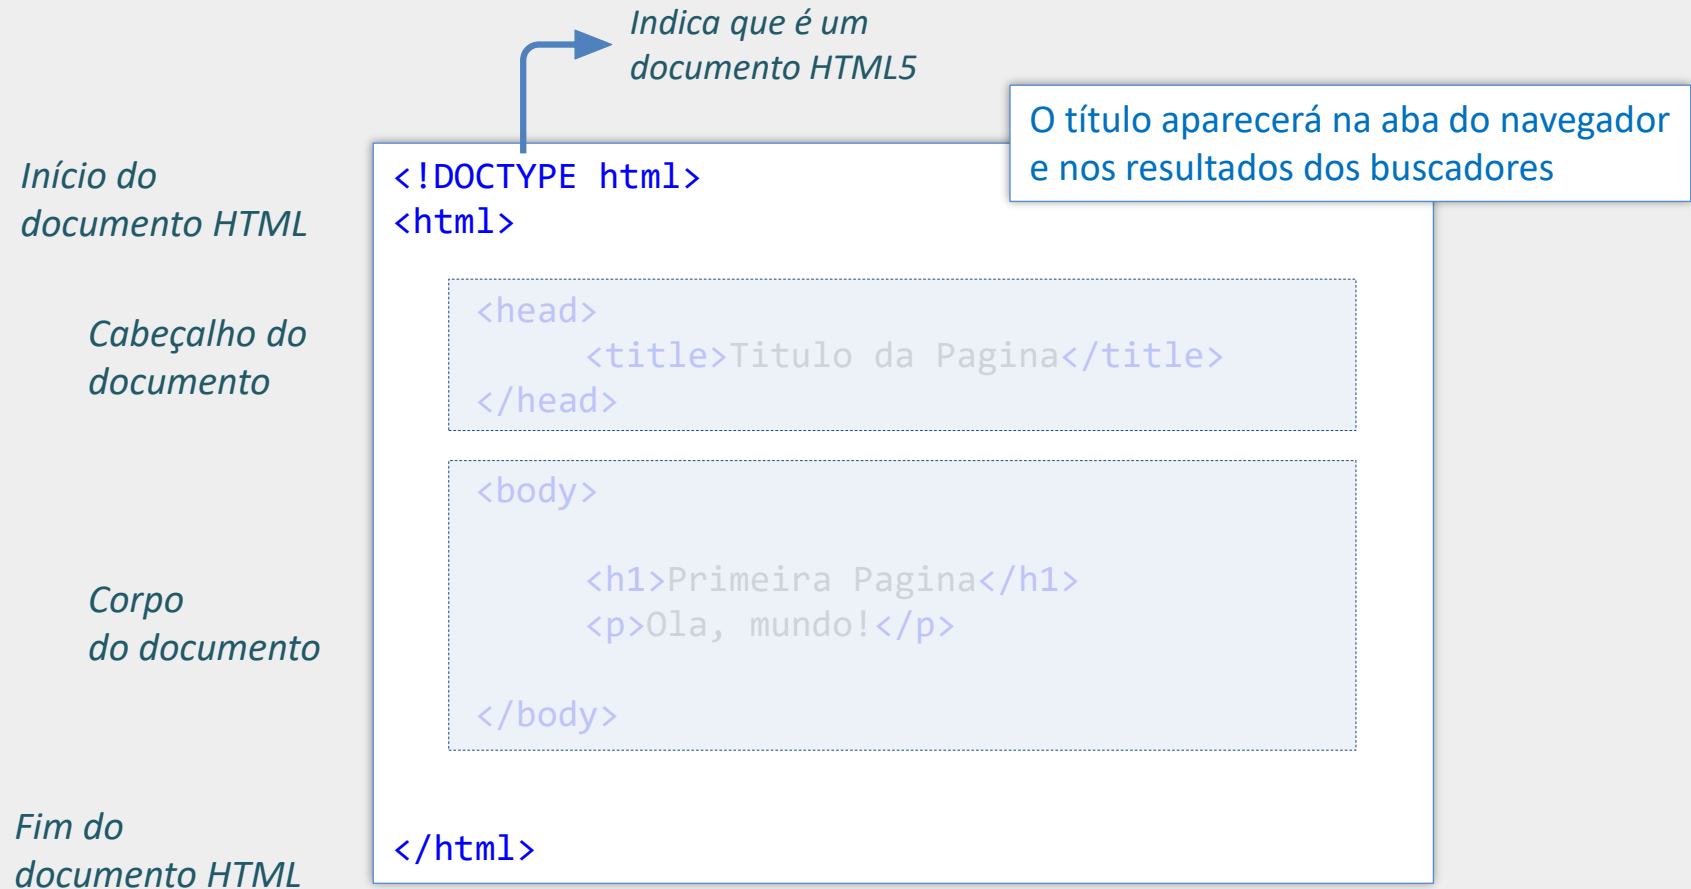 Indica que é um
documento HTML5
O título aparecerá na aba do navegador
e nos resultados dos buscadores
Início do
documento HTML
<!DOCTYPE html>
<html>
Cabeçalho do
documento
<head>
<title>Titulo da Pagina</title>
</head>
Corpo
do documento
<body>
<h1>Primeira Pagina</h1>
<p>Ola, mundo!</p>
</body>
Fim do
documento HTML
</html>